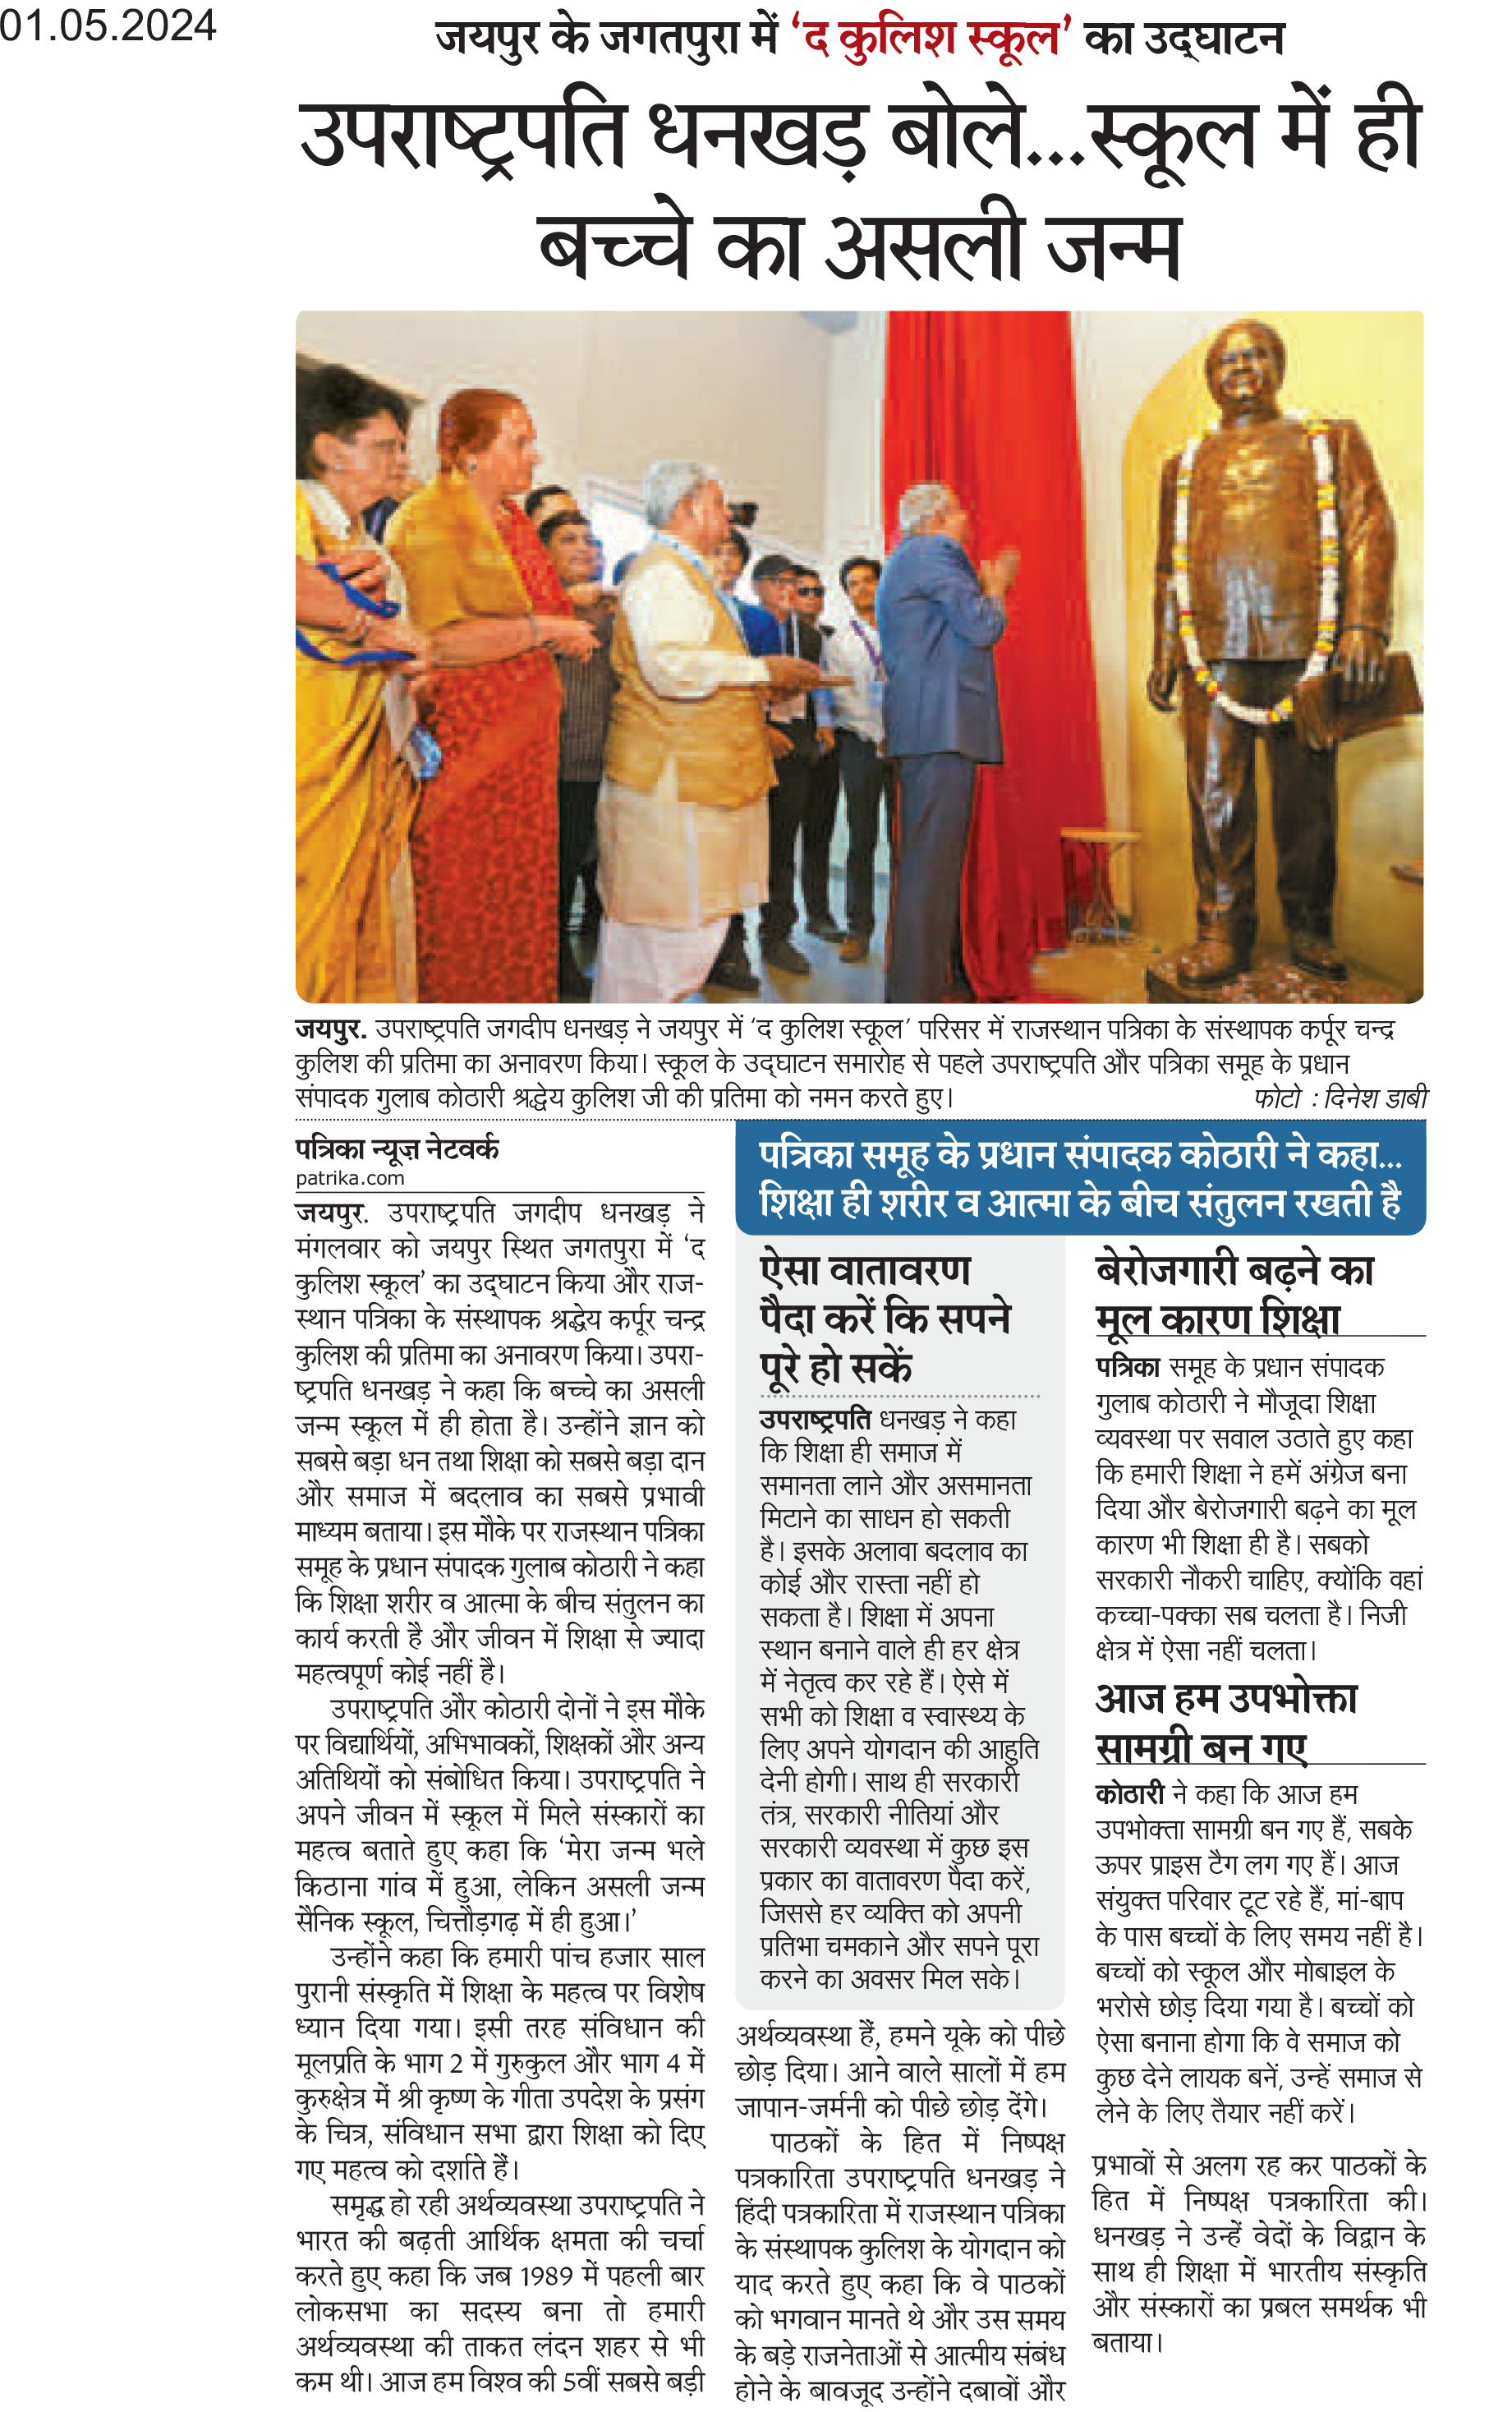 01.05.2024
जयपुर के जगतपुरा में ‘द कुलिश स्कूल’ का उद्घाटन
उपराष्ट्रपति धनखड़ बोले...स्कूल में ही
बच्चे का असली जन्म
जयपुर. उपराष्ट्रपति जगदीप धनखड़ ने जयपुर में ‘द कुलिश स्कूल’ परिसर में राजस्थान पत्रिका के संस्थापक कर्पूर चन्द्र
कुलिश की प्रतिमा का अनावरण किया। स्कूल के उद्घाटन समारोह से पहले उपराष्ट्रपति और पत्रिका समूह के प्रधान
संपादक गुलाब कोठारी श्रद्धेय कुलिश जी की प्रतिमा को नमन करते हुए। फोटो : दिनेश डाबी
पत्रिका न्यूज़ नेटवर्क
patrika.com
जयपुर. उपराष्ट्रपति जगदीप धनखड़ ने
मंगलवार को जयपुर स्थित जगतपुरा में ‘द
कुलिश स्कूल’ का उद्घाटन किया और राज-
स्थान पत्रिका के संस्थापक श्रद्धेय कर्पूर चन्द्र
कुलिश की प्रतिमा का अनावरण किया। उपरा-
ष्ट्रपति धनखड़ ने कहा कि बच्चे का असली
जन्म स्कूल में ही होता है। उन्होंने ज्ञान को
सबसे बड़ा धन तथा शिक्षा को सबसे बड़ा दान
और समाज में बदलाव का सबसे प्रभावी
माध्यम बताया। इस मौके पर राजस्थान पत्रिका
समूह के प्रधान संपादक गुलाब कोठारी ने कहा
कि शिक्षा शरीर व आत्मा के बीच संतुलन का
कार्य करती है और जीवन में शिक्षा से ज्यादा
महत्वपूर्ण कोई नहीं है।
उपराष्ट्रपति और कोठारी दोनों ने इस मौके
पर विद्यार्थियों, अभिभावकों, शिक्षकों और अन्य
अतिथियों को संबोधित किया। उपराष्ट्रपति ने
अपने जीवन में स्कूल में मिले संस्कारों का
महत्व बताते हुए कहा कि ‘मेरा जन्म भले
किठाना गांव में हुआ, लेकिन असली जन्म
सैनिक स्कूल, चित्तौड़गढ़ में ही हुआ।’
उन्होंने कहा कि हमारी पांच हजार साल
पुरानी संस्कृति में शिक्षा के महत्व पर विशेष
ध्यान दिया गया। इसी तरह संविधान की
मूलप्रति के भाग 2 में गुरुकुल और भाग 4 में
कुरुक्षेत्र में श्री कृष्ण के गीता उपदेश के प्रसंग
के चित्र, संविधान सभा द्वारा शिक्षा को दिए
गए महत्व को दर्शाते हैं।
समृद्ध हो रही अर्थव्यवस्था उपराष्ट्रपति ने
भारत की बढ़ती आर्थिक क्षमता की चर्चा
करते हुए कहा कि जब 1989 में पहली बार
लोकसभा का सदस्य बना तो हमारी
अर्थव्यवस्था की ताकत लंदन शहर से भी
कम थी। आज हम विश्व की 5वीं सबसे बड़ी
पत्रिका समूह के प्रधान संपादक कोठारी ने कहा...
शिक्षा ही शरीर व आत्मा के बीच संतुलन रखती है
ऐसा वातावरण
पैदा करें कि सपने
पूरे हो सकें
उपराष्ट्रपति धनखड़ ने कहा
कि शिक्षा ही समाज में
समानता लाने और असमानता
मिटाने का साधन हो सकती
है। इसके अलावा बदलाव का
कोई और रास्ता नहीं हो
सकता है। शिक्षा में अपना
स्थान बनाने वाले ही हर क्षेत्र
में नेतृत्व कर रहे हैं। ऐसे में
सभी को शिक्षा व स्वास्थ्य के
लिए अपने योगदान की आहुति
देनी होगी। साथ ही सरकारी
तंत्र, सरकारी नीतियां और
सरकारी व्यवस्था में कुछ इस
प्रकार का वातावरण पैदा करें,
जिससे हर व्यक्ति को अपनी
प्रतिभा चमकाने और सपने पूरा
करने का अवसर मिल सके।
अर्थव्यवस्था हैं, हमने यूके को पीछे
छोड़ दिया। आने वाले सालों में हम
जापान-जर्मनी को पीछे छोड़ देंगे।
पाठकों के हित में निष्पक्ष
पत्रकारिता उपराष्ट्रपति धनखड़ ने
हिंदी पत्रकारिता में राजस्थान पत्रिका
के संस्थापक कुलिश के योगदान को
याद करते हुए कहा कि वे पाठकों
को भगवान मानते थे और उस समय
के बड़े राजनेताओं से आत्मीय संबंध
होने के बावजूद उन्होंने दबावों और
बेरोजगारी बढ़ने का
मूल कारण शिक्षा
पत्रिका समूह के प्रधान संपादक
गुलाब कोठारी ने मौजूदा शिक्षा
व्यवस्था पर सवाल उठाते हुए कहा
कि हमारी शिक्षा ने हमें अंग्रेज बना
दिया और बेरोजगारी बढ़ने का मूल
कारण भी शिक्षा ही है। सबको
सरकारी नौकरी चाहिए, क्योंकि वहां
कच्चा-पक्का सब चलता है। निजी
क्षेत्र में ऐसा नहीं चलता।
आज हम उपभोक्ता
सामग्री बन गए
कोठारी ने कहा कि आज हम
उपभोक्ता सामग्री बन गए हैं, सबके
ऊपर प्राइस टैग लग गए हैं। आज
संयुक्त परिवार टूट रहे हैं, मां-बाप
के पास बच्चों के लिए समय नहीं है।
बच्चों को स्कूल और मोबाइल के
भरोसे छोड़ दिया गया है। बच्चों को
ऐसा बनाना होगा कि वे समाज को
कुछ देने लायक बनें, उन्हें समाज से
लेने के लिए तैयार नहीं करें।
प्रभावों से अलग रह कर पाठकों के
हित में निष्पक्ष पत्रकारिता की।
धनखड़ ने उन्हें वेदों के विद्वान के
साथ ही शिक्षा में भारतीय संस्कृति
और संस्कारों का प्रबल समर्थक भी
बताया।